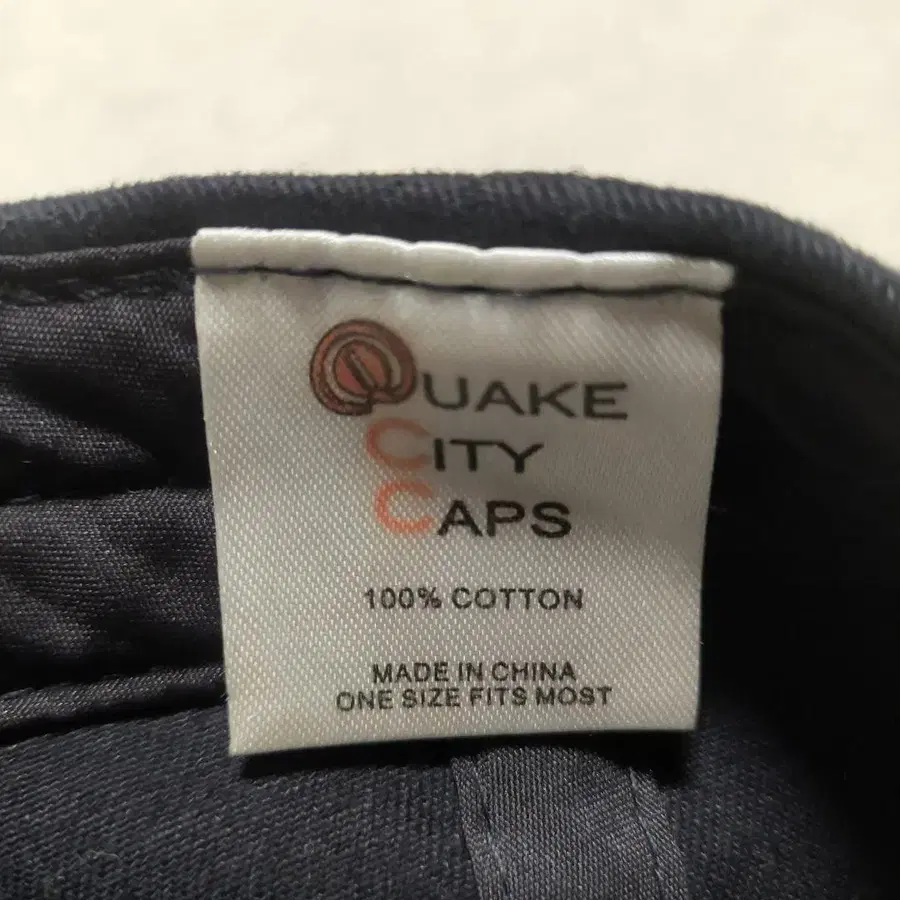 QUAKE
CITY
CAPS
100% COTTON
MADE IN CHINA
ONE SIZE FITS MOST